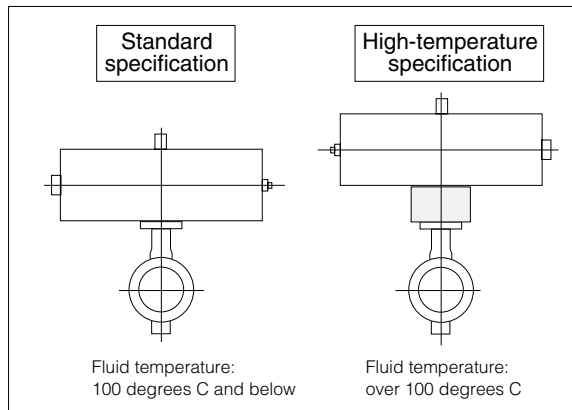 Standard
specification
High-temperature
specification
Fluid temperature:
100 degrees C and below
Fluid temperature:
over 100 degrees C